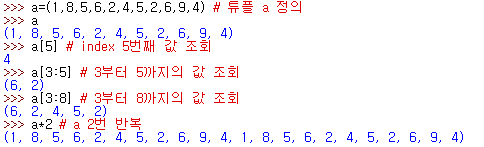 >>> a=(1,8,5,6,2,4,5,2,6,9,4) # 튜플 a 정의
>>> a
(1, 8, 5, 6, 2, 4, 5, 2, 6, 9, 4)
>>> a[5] # index 5번째 값 조회
4
>>> a[3:5] # 3부터 5까지의 값 조회
(6, 2)
>>> a[3:8] # 3부터 8까지의 값 조회
(6, 2, 4, 5, 2)
>>> a*2 # a 2번 반복
(1, 8, 5, 6, 2, 4, 5, 2, 6, 9, 4, 1, 8, 5, 6, 2, 4, 5, 2, 6, 9, 4)